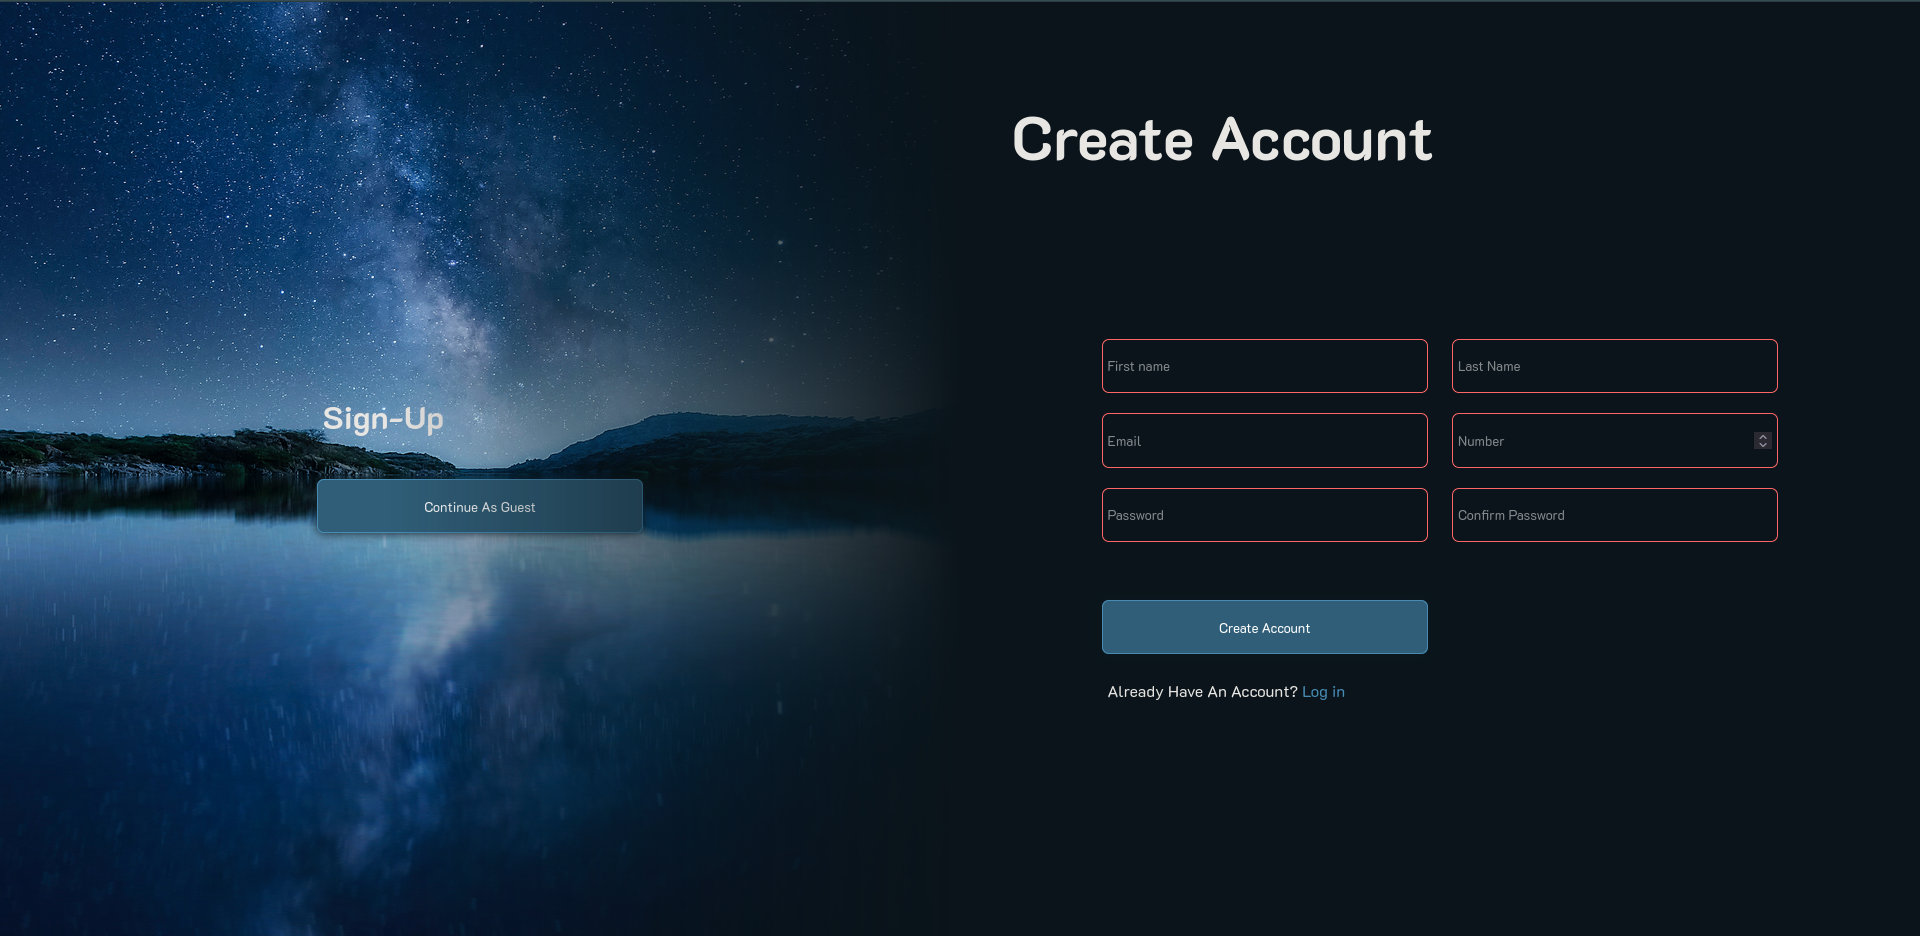 Sign-Up
Continue As Guest
Create Account
First name
Last Name
Email
Number
Password
Confirm Password
Create Account
Already Have An Account? Log in